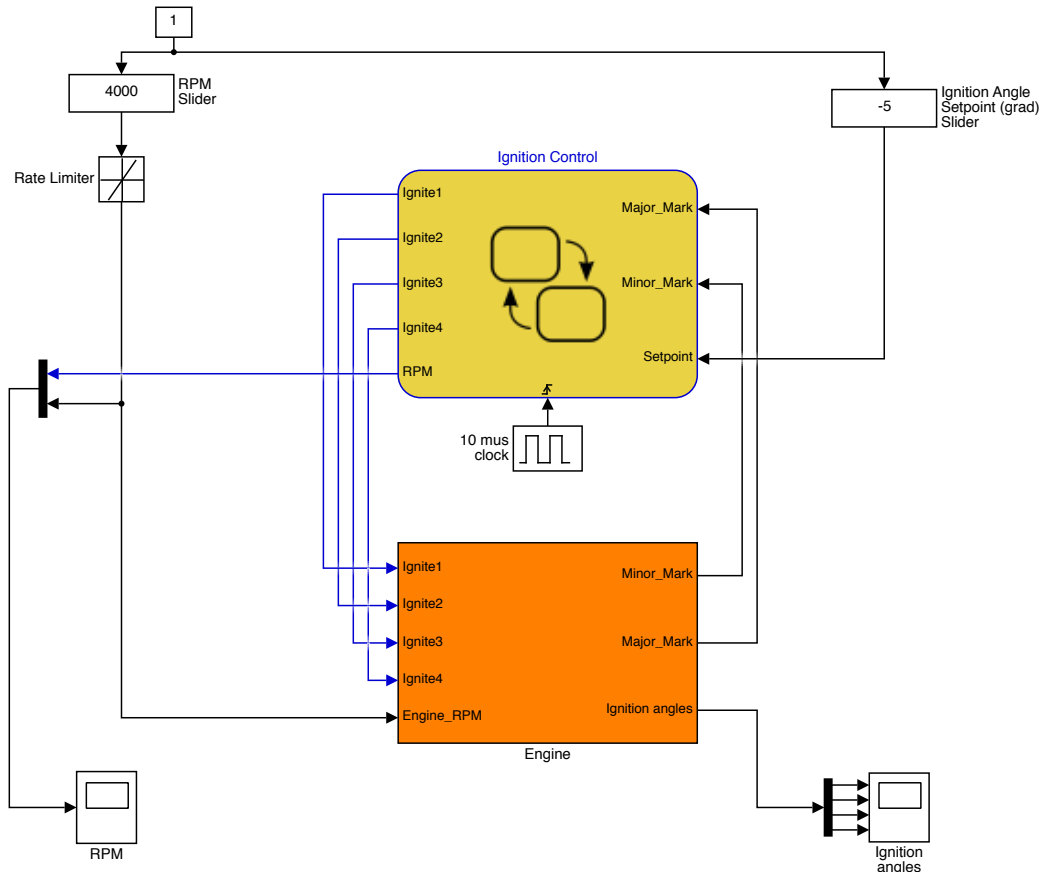 1
4000
RPM
Slider
-5
Ignition Angle
Setpoint (grad)
Slider
Rate Limiter
Ignition Control
Ignite1
Ignite2
Ignite3
Ignite4
RPM
Major_Mark
Minor_Mark
Setpoint
10 mus
clock
Ignite1
Ignite2
Ignite3
Ignite4
Engine_RPM
Minor_Mark
Major_Mark
Ignition angles
Engine
RPM
Ignition
angles